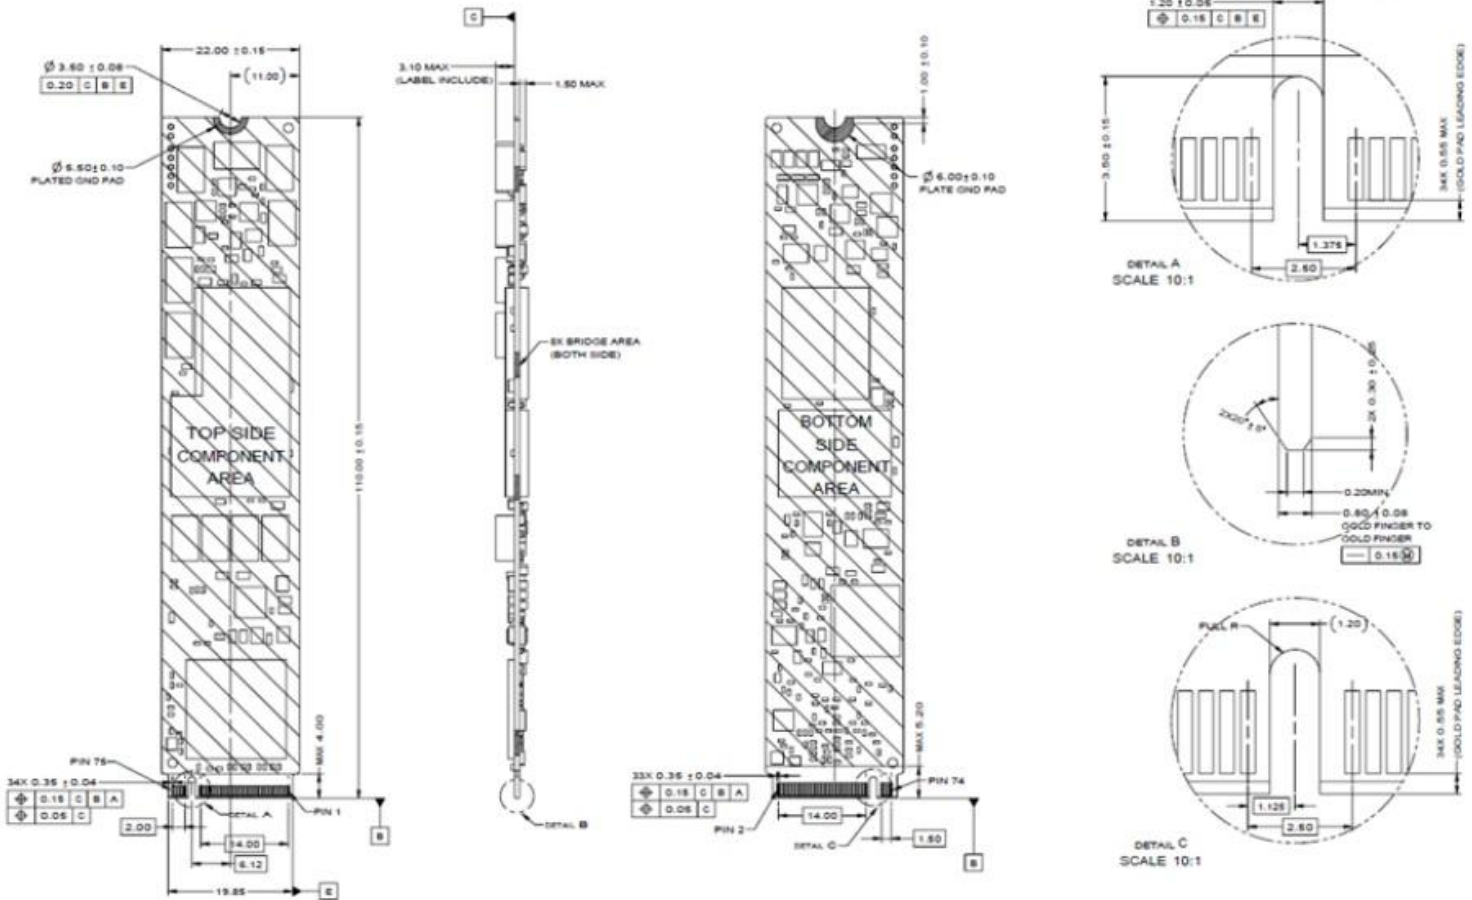 C
22.00 ±0.15
Ø 3.50 ±0.08
0.20 C B E
(11.00)
Ø 5.50±0.10
PLATED GND PAD
110.00 ±0.15
TOP SIDE
COMPONENT
AREA
MAX 4.00
PIN 75
34X 0.35 ±0.04
0.15 C B A
0.05 C
PIN 1
DETAIL A
2.00
14.00
6.12
19.85
E
B
3.10 MAX
(LABEL INCLUDE)
1.50 MAX
8X BRIDGE AREA
(BOTH SIDE)
DETAIL B
1.00 ±0.10
Ø 6.00±0.10
PLATE GND PAD
BOTTOM
SIDE
COMPONENT
AREA
MAX 5.20
33X 0.35 ±0.04
0.15 C B A
0.05 C
PIN 74
PIN 2
14.00
DETAIL C
1.50
B
1.20 ±0.05
0.15 C B E
3.50 ±0.15
34X 0.55 MAX
(GOLD PAD LEADING EDGE)
1.375
2.50
DETAIL A
SCALE 10:1
2X 0.30 ±0.05
0.20MIN
0.80 ±0.08
GOLD FINGER TO
GOLD FINGER
0.15 M
DETAIL B
SCALE 10:1
FULL R
(1.20)
34X 0.55 MAX
(GOLD PAD LEADING EDGE)
1.125
2.50
DETAIL C
SCALE 10:1